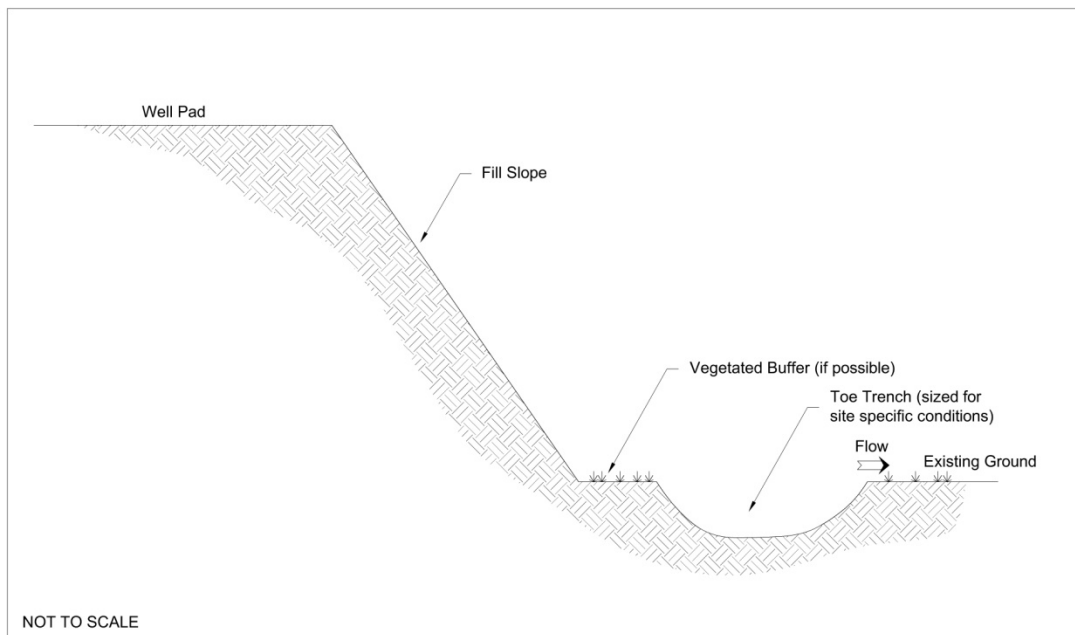 Well Pad
Fill Slope
Vegetated Buffer (if possible)
Toe Trench (sized for
site specific conditions)
Flow
Existing Ground
NOT TO SCALE